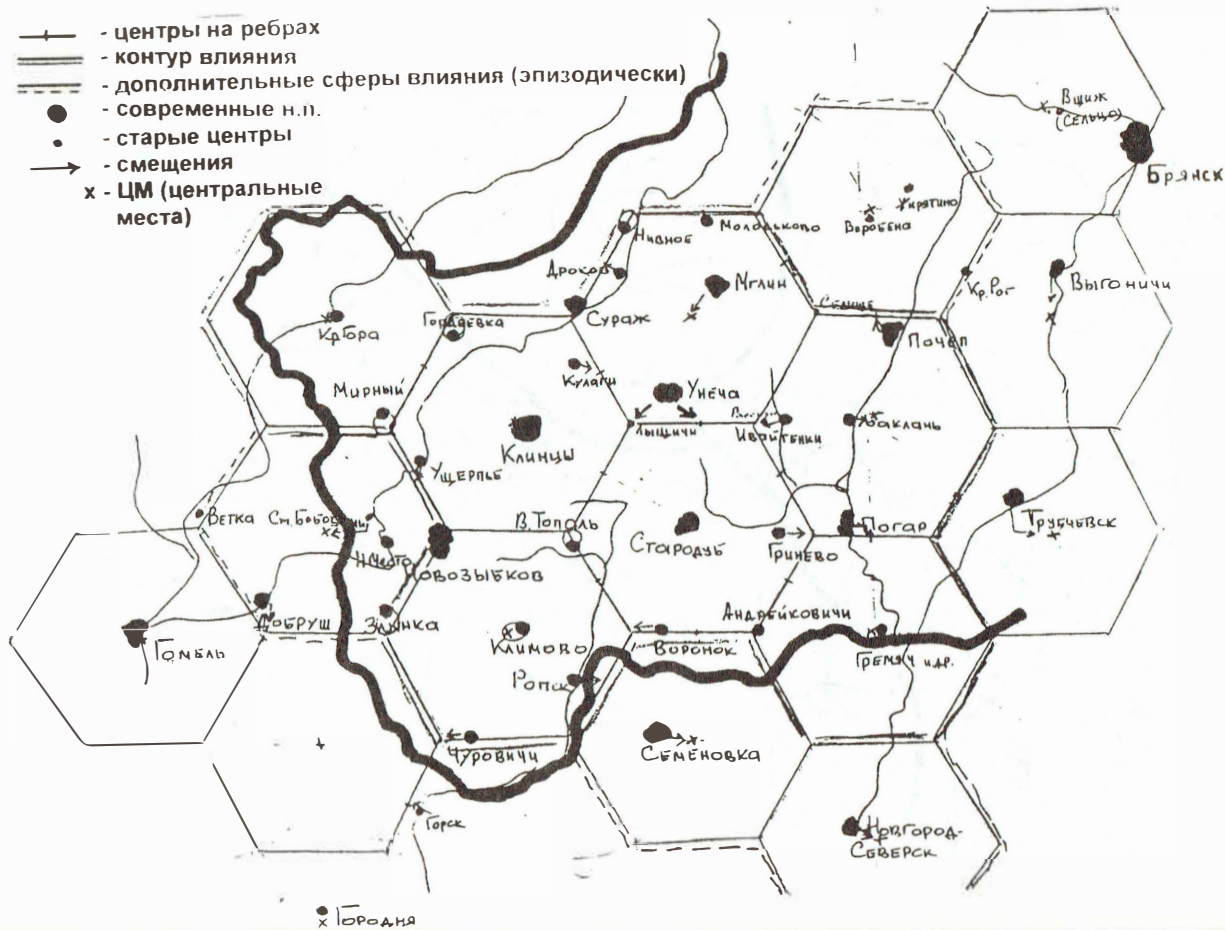 - центры на ребрах
- контур влияния
- дополнительные сферы влияния (эпизодически)
- современные н.п.
- старые центры
- смещения
х - ЦМ (центральные
места)
Вщиж
(Сельцо)
Брянск
Воробейна
Нивное
Молодьково
Дроков
Мглин
Кр. Рог
Выгоничи
Кр. Гора
Гордеевка
Сураж
Селище
Почеп
Кулаги
Мирный
Унеча
Лыщичи
Ивайтенки
Баклань
Клинцы
Ущерпье
Ветка
В. Тополь
Стародуб
Гринево
Погар
Трубчевск
Новозыбков
Добруш
Злынка
Гомель
Климово
Воронок
Андрейковичи
Гремяч и др.
Ропск
Чуровичи
Семеновка
Горск
Новгород-
Северск
Городня